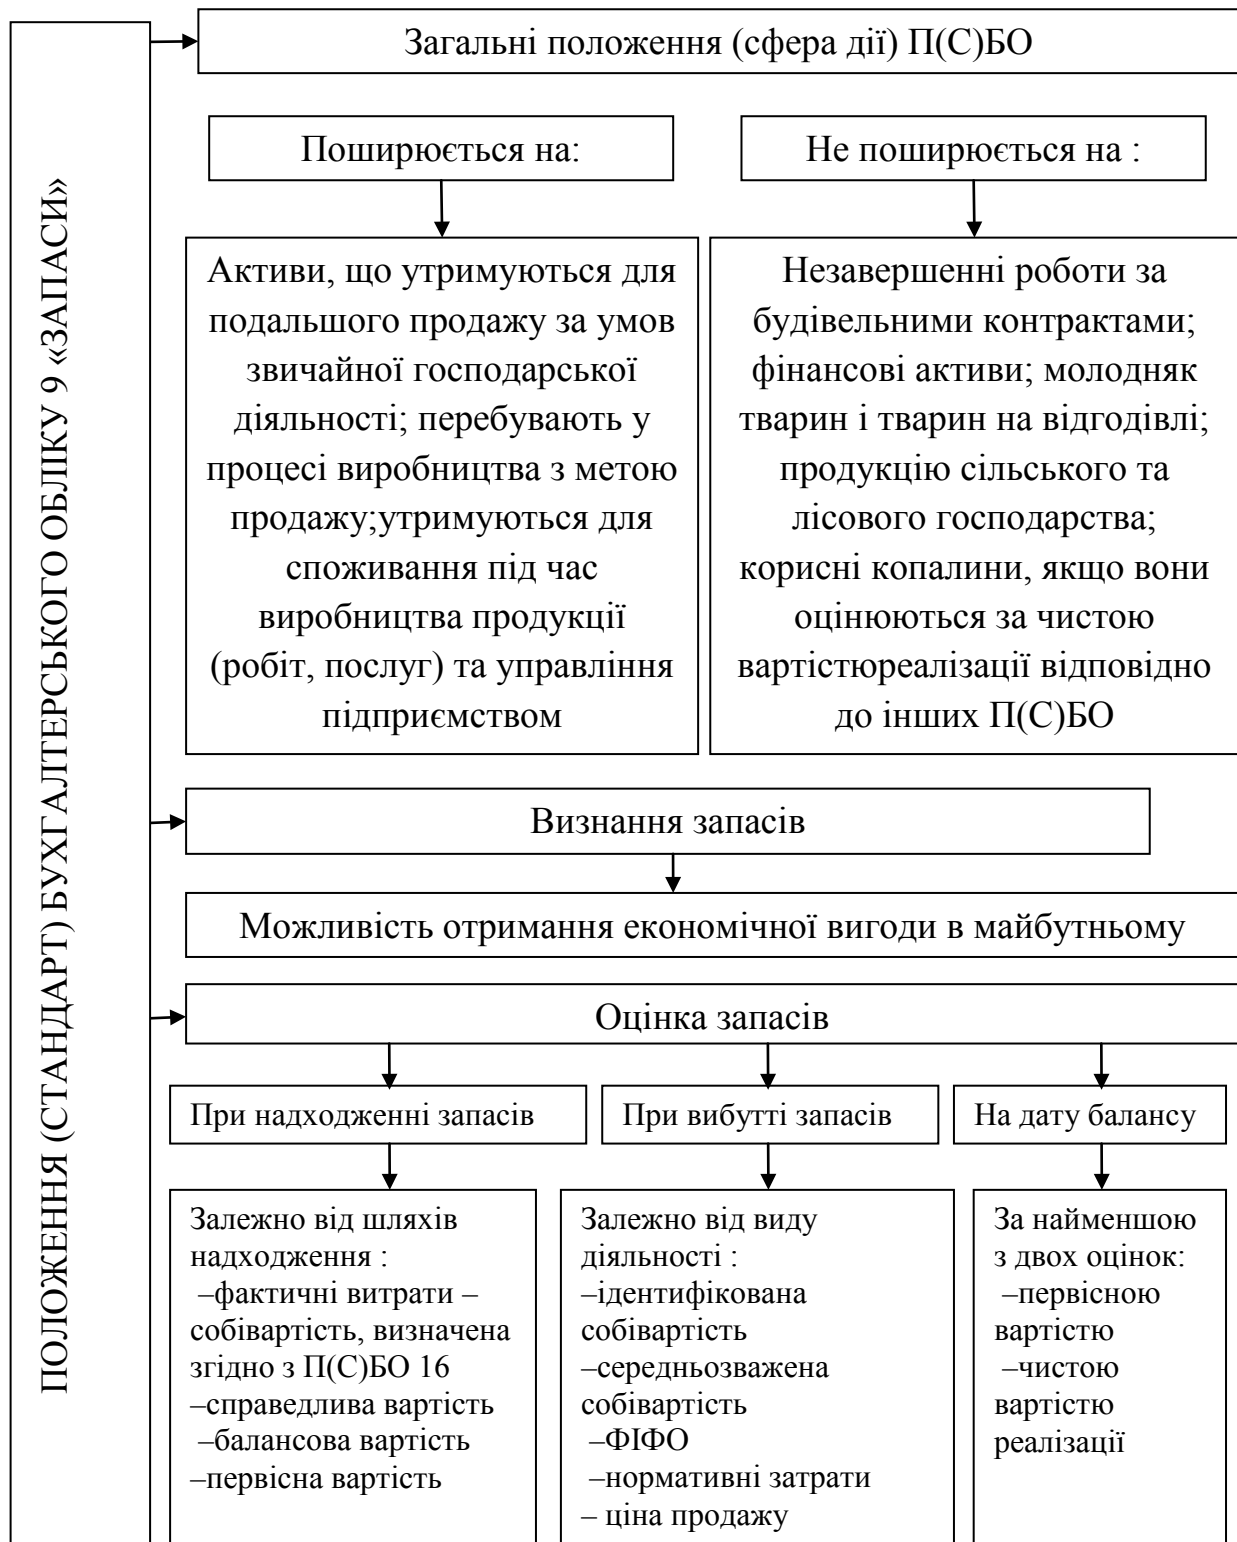 ПОЛОЖЕННЯ (СТАНДАРТ) БУХГАЛТЕРСЬКОГО ОБЛІКУ 9 «ЗАПАСИ»
Загальні положення (сфера дії) П(С)БО
Поширюється на:
Не поширюється на :
Активи, що утримуються для
подальшого продажу за умов
звичайної господарської
діяльності; перебувають у
процесі виробництва з метою
продажу;утримуються для
споживання під час
виробництва продукції
(робіт, послуг) та управління
підприємством
Незавершенні роботи за
будівельними контрактами;
фінансові активи; молодняк
тварин і тварин на відгодівлі;
продукцію сільського та
лісового господарства;
корисні копалини, якщо вони
оцінюються за чистою
вартістюреалізації відповідно
до інших П(С)БО
Визнання запасів
Можливість отримання економічної вигоди в майбутньому
Оцінка запасів
При надходженні запасів
При вибутті запасів
На дату балансу
Залежно від шляхів
надходження :
–фактичні витрати –
собівартість, визначена
згідно з П(С)БО 16
–справедлива вартість
–балансова вартість
–первісна вартість
Залежно від виду
діяльності :
–ідентифікована
собівартість
–середньозважена
собівартість
–ФІФО
–нормативні затрати
– ціна продажу
За найменшою
з двох оцінок:
–первісною
вартістю
–чистою
вартістю
реалізації